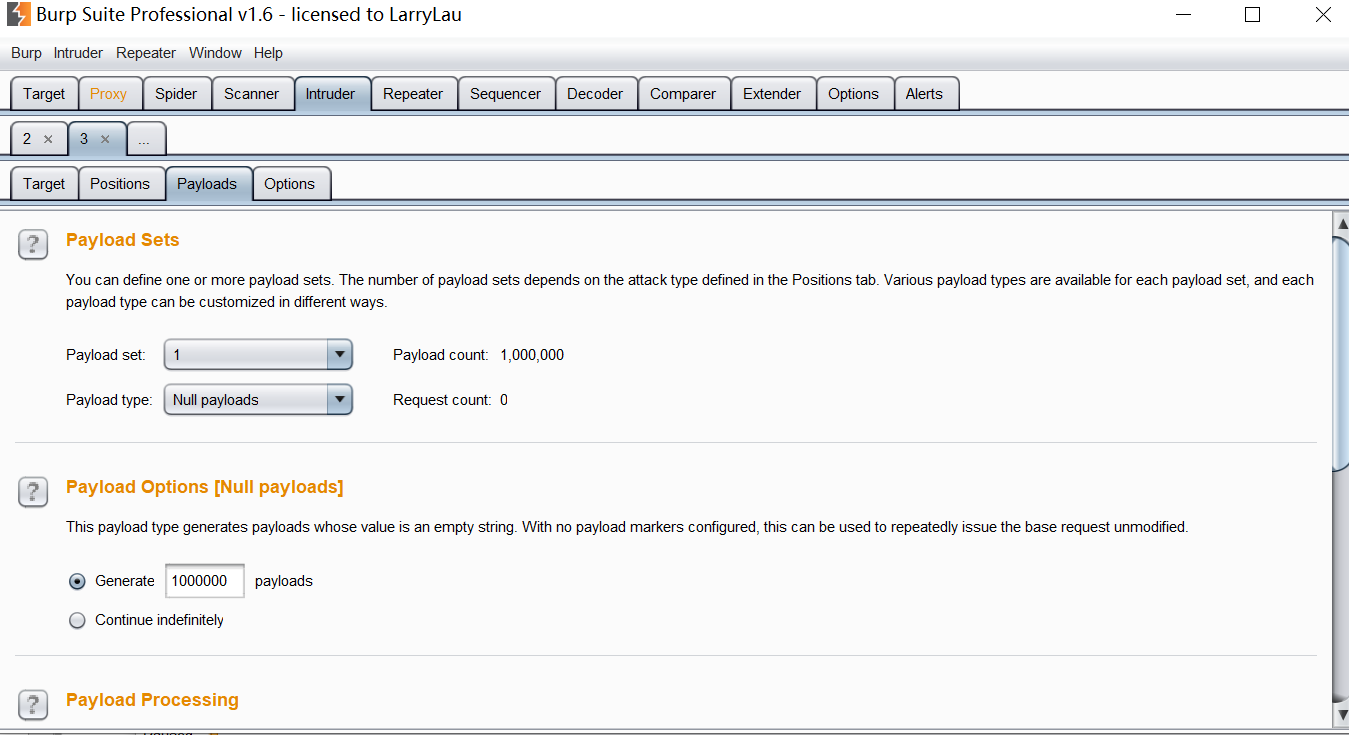 Burp Suite Professional v1.6 - licensed to LarryLau
Burp Intruder Repeater Window Help
Target Proxy Spider Scanner Intruder Repeater Sequencer Decoder Comparer Extender Options Alerts
2 × 3 × ...
Target Positions Payloads Options
? Payload Sets
You can define one or more payload sets. The number of payload sets depends on the attack type defined in the Positions tab. Various payload types are available for each payload set, and each
payload type can be customized in different ways.
Payload set: 1 Payload count: 1,000,000
Payload type: Null payloads Request count: 0
? Payload Options [Null payloads]
This payload type generates payloads whose value is an empty string. With no payload markers configured, this can be used to repeatedly issue the base request unmodified.
Generate 1000000 payloads
Continue indefinitely
? Payload Processing